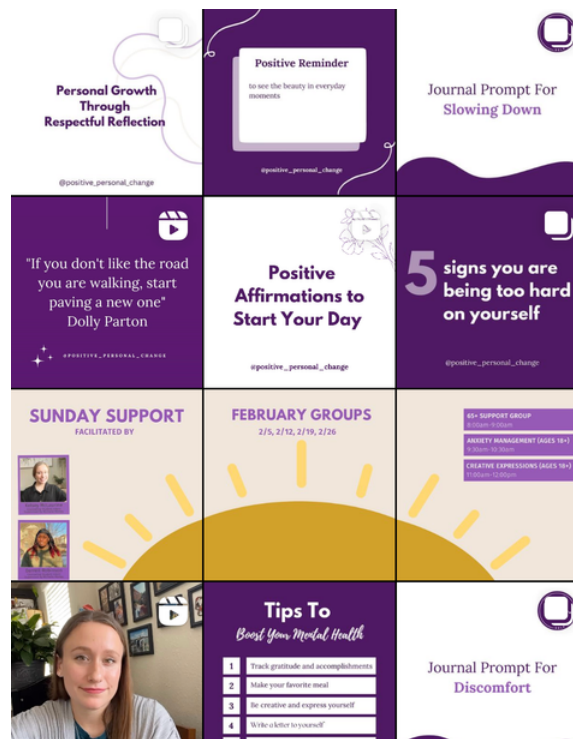 Personal Growth
Through
Respectful Reflection
@positive_personal_change
Positive Reminder
to see the beauty in everyday
moments
@positive_personal_change
Journal Prompt For
Slowing Down
"If you don't like the road
you are walking, start
paving a new one"
Dolly Parton
@POSITIVE_PERSONAL_CHANGE
Positive
Affirmations to
Start Your Day
@positive_personal_change
5 signs you are
being too hard
on yourself
@positive_personal_change
SUNDAY SUPPORT
FACILITATED BY
FEBRUARY GROUPS
2/5, 2/12, 2/19, 2/26
65+ SUPPORT GROUP
8:00am-9:00am
ANXIETY MANAGEMENT (AGES 18+)
9:30am-10:30am
CREATIVE EXPRESSIONS (AGES 18+)
11:00am-12:00pm
Tips To
Boost Your Mental Health
1 Track gratitude and accomplishments
2 Make your favorite meal
3 Be creative and express yourself
4 Write a letter to yourself
Journal Prompt For
Discomfort